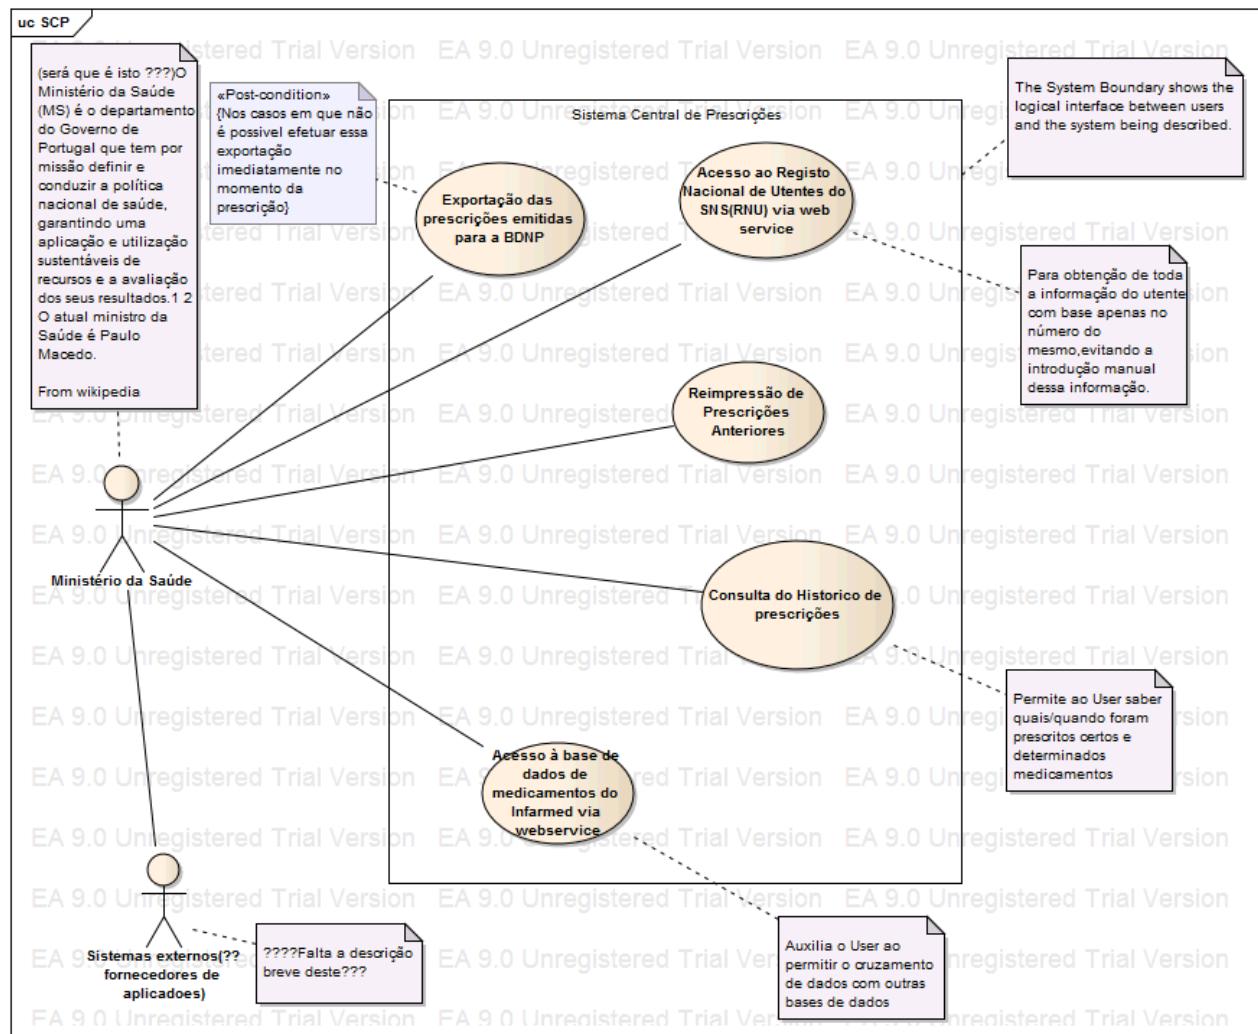 uc SCP
(será que é isto ???)O
Ministério da Saúde
(MS) é o departamento
do Governo de
Portugal que tem por
missão definir e
conduzir a política
nacional de saúde,
garantindo uma
aplicação e utilização
sustentáveis de
recursos e a avaliação
dos seus resultados.1 2
O atual ministro da
Saúde é Paulo
Macedo.
From wikipedia
«Post-condition»
{Nos casos em que não
é possivel efetuar essa
exportação
imediatamente no
momento da
prescrição}
Sistema Central de Prescrições
The System Boundary shows the
logical interface between users
and the system being described.
Exportação das
prescrições emitidas
para a BDNP
Acesso ao Registo
Nacional de Utentes do
SNS(RNU) via web
service
Para obtenção de toda
a informação do utente
com base apenas no
número do
mesmo,evitando a
introdução manual
dessa informação.
Reimpressão de
Prescrições
Anteriores
Ministério da Saúde
Consulta do Historico de
prescrições
Permite ao User saber
quais/quando foram
prescritos certos e
determinados
medicamentos
Acesso à base de
dados de
medicamentos do
Infarmed via
webservice
Auxilia o User ao
permitir o cruzamento
de dados com outras
bases de dados
Sistemas externos(??
fornecedores de
aplicadoes)
????Falta a descrição
breve deste???
EA 9.0 Unregistered Trial Version